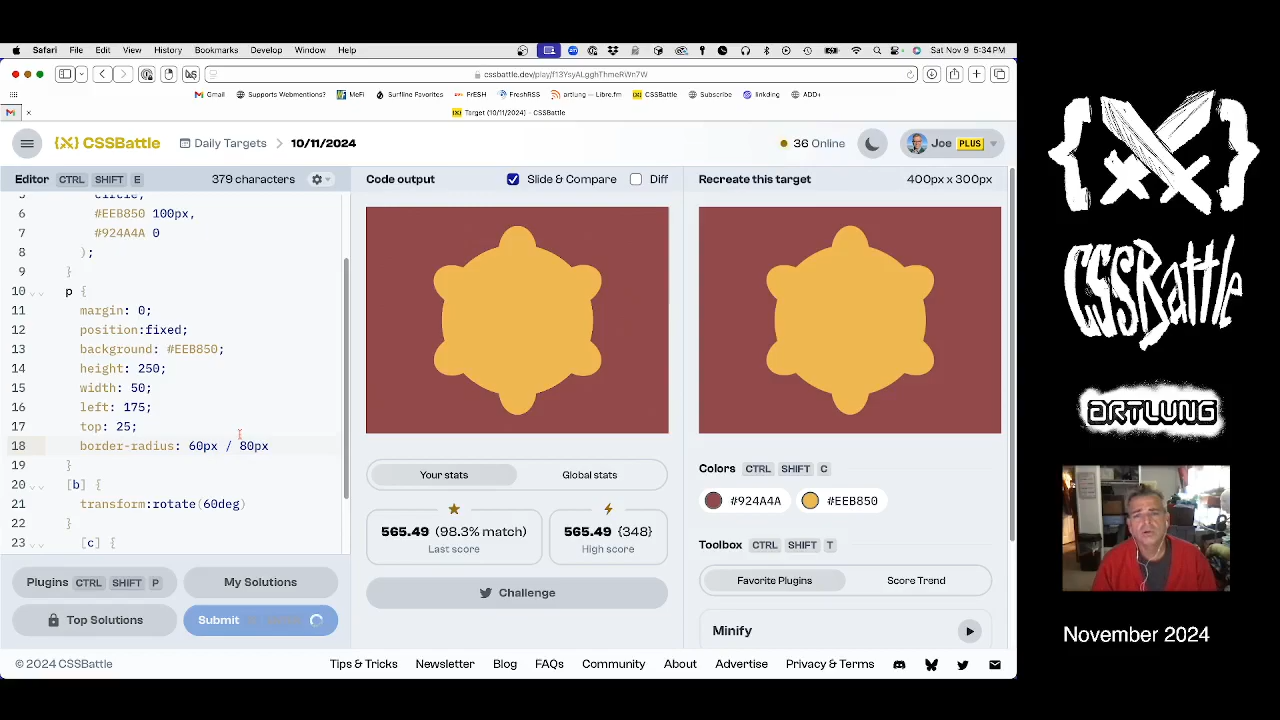 Safari File Edit View History Bookmarks Develop Window Help Sat Nov 9 5:34PM
cssbattle.dev/play/f13YsyALgghThmeRWn7W
Gmail Supports Webmentions? MeFi Surfline Favorites FrESH FreshRSS artlung — Libre.fm CSSBattle Subscribe linkding ADD+
Target (10/11/2024) - CSSBattle
CSSBattle Daily Targets 10/11/2024 36 Online Joe PLUS
Editor CTRL SHIFT E 379 characters Code output Slide & Compare Diff Recreate this target 400px x 300px
5 circle,
6 #EEB850 100px,
7 #924A4A 0
8 );
9 }
10 p {
11 margin: 0;
12 position:fixed;
13 background: #EEB850;
14 height: 250;
15 width: 50;
16 left: 175;
17 top: 25;
18 border-radius: 60px / 80px
19 }
20 [b] {
21 transform:rotate(60deg)
22 }
23 [c] {
Your stats Global stats
565.49 (98.3% match) 565.49 {348}
Last score High score
Challenge
Colors CTRL SHIFT C
#924A4A #EEB850
Toolbox CTRL SHIFT T
Favorite Plugins Score Trend
Minify
Plugins CTRL SHIFT P My Solutions
Top Solutions Submit
© 2024 CSSBattle Tips & Tricks Newsletter Blog FAQs Community About Advertise Privacy & Terms
CSSBattle
ARTLUNG
November 2024